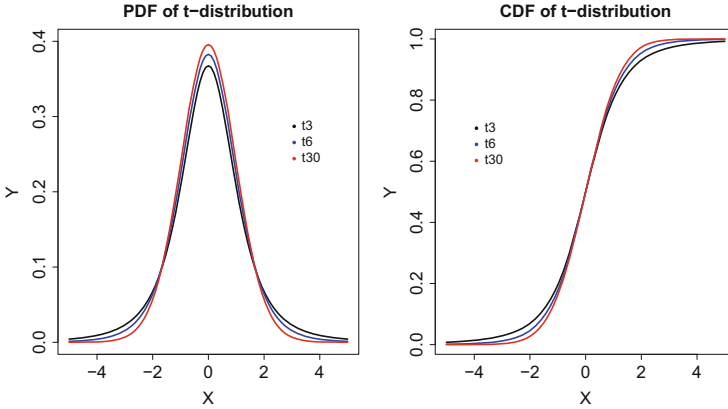 PDF of t−distribution
0.4
0.3
0.2
0.1
0.0
Y
t3
t6
t30
−4 −2 0 2 4
X
CDF of t−distribution
1.0
0.8
0.6
0.4
0.2
0.0
Y
t3
t6
t30
−4 −2 0 2 4
X